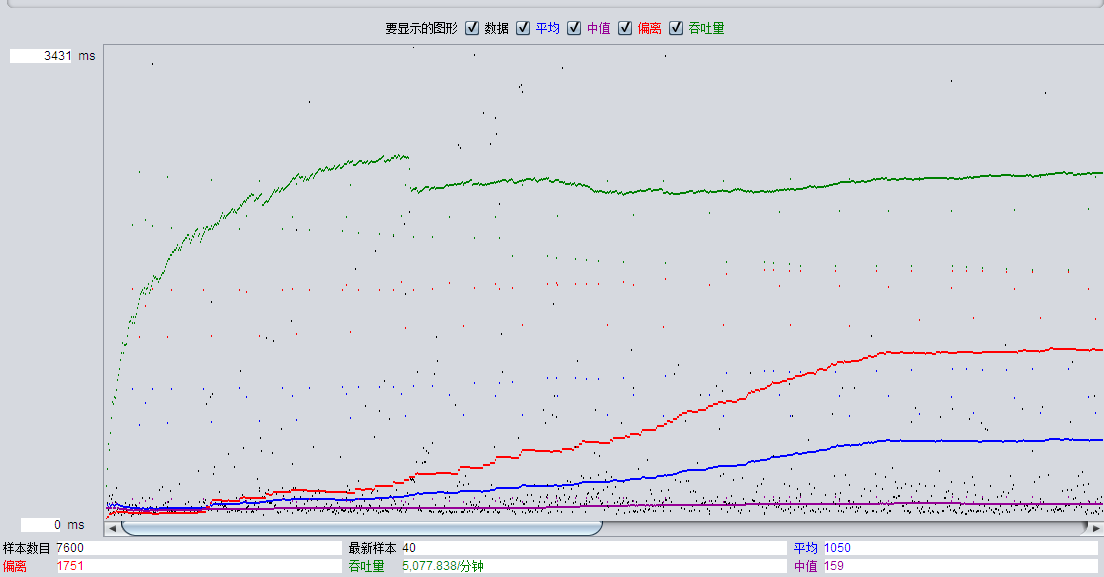 要显示的图形 数据 平均 中值 偏离 吞吐量
3431 ms
0 ms
样本数目 7600 最新样本 40 平均 1050
偏离 1751 吞吐量 5,077.838/分钟 中值 159